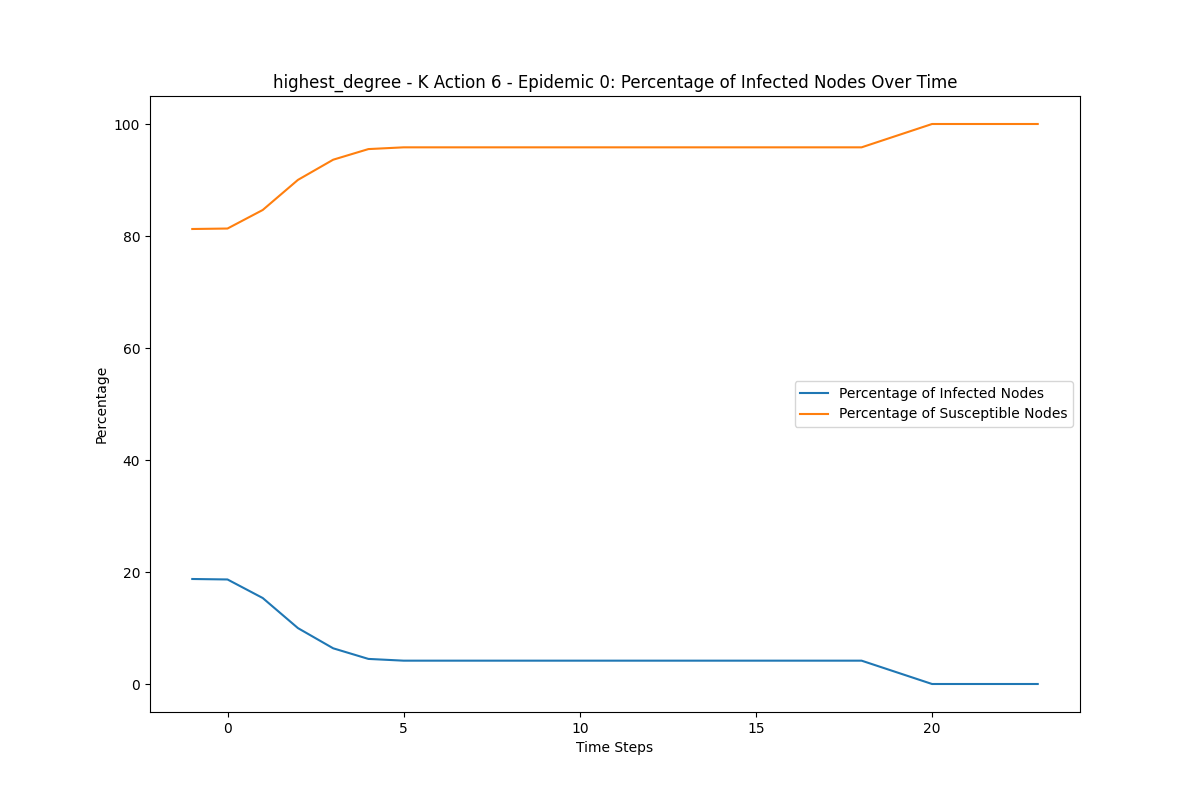 highest_degree - K Action 6 - Epidemic 0: Percentage of Infected Nodes Over Time
100
80
60
40
20
0
Percentage
Percentage of Infected Nodes
Percentage of Susceptible Nodes
0 5 10 15 20
Time Steps